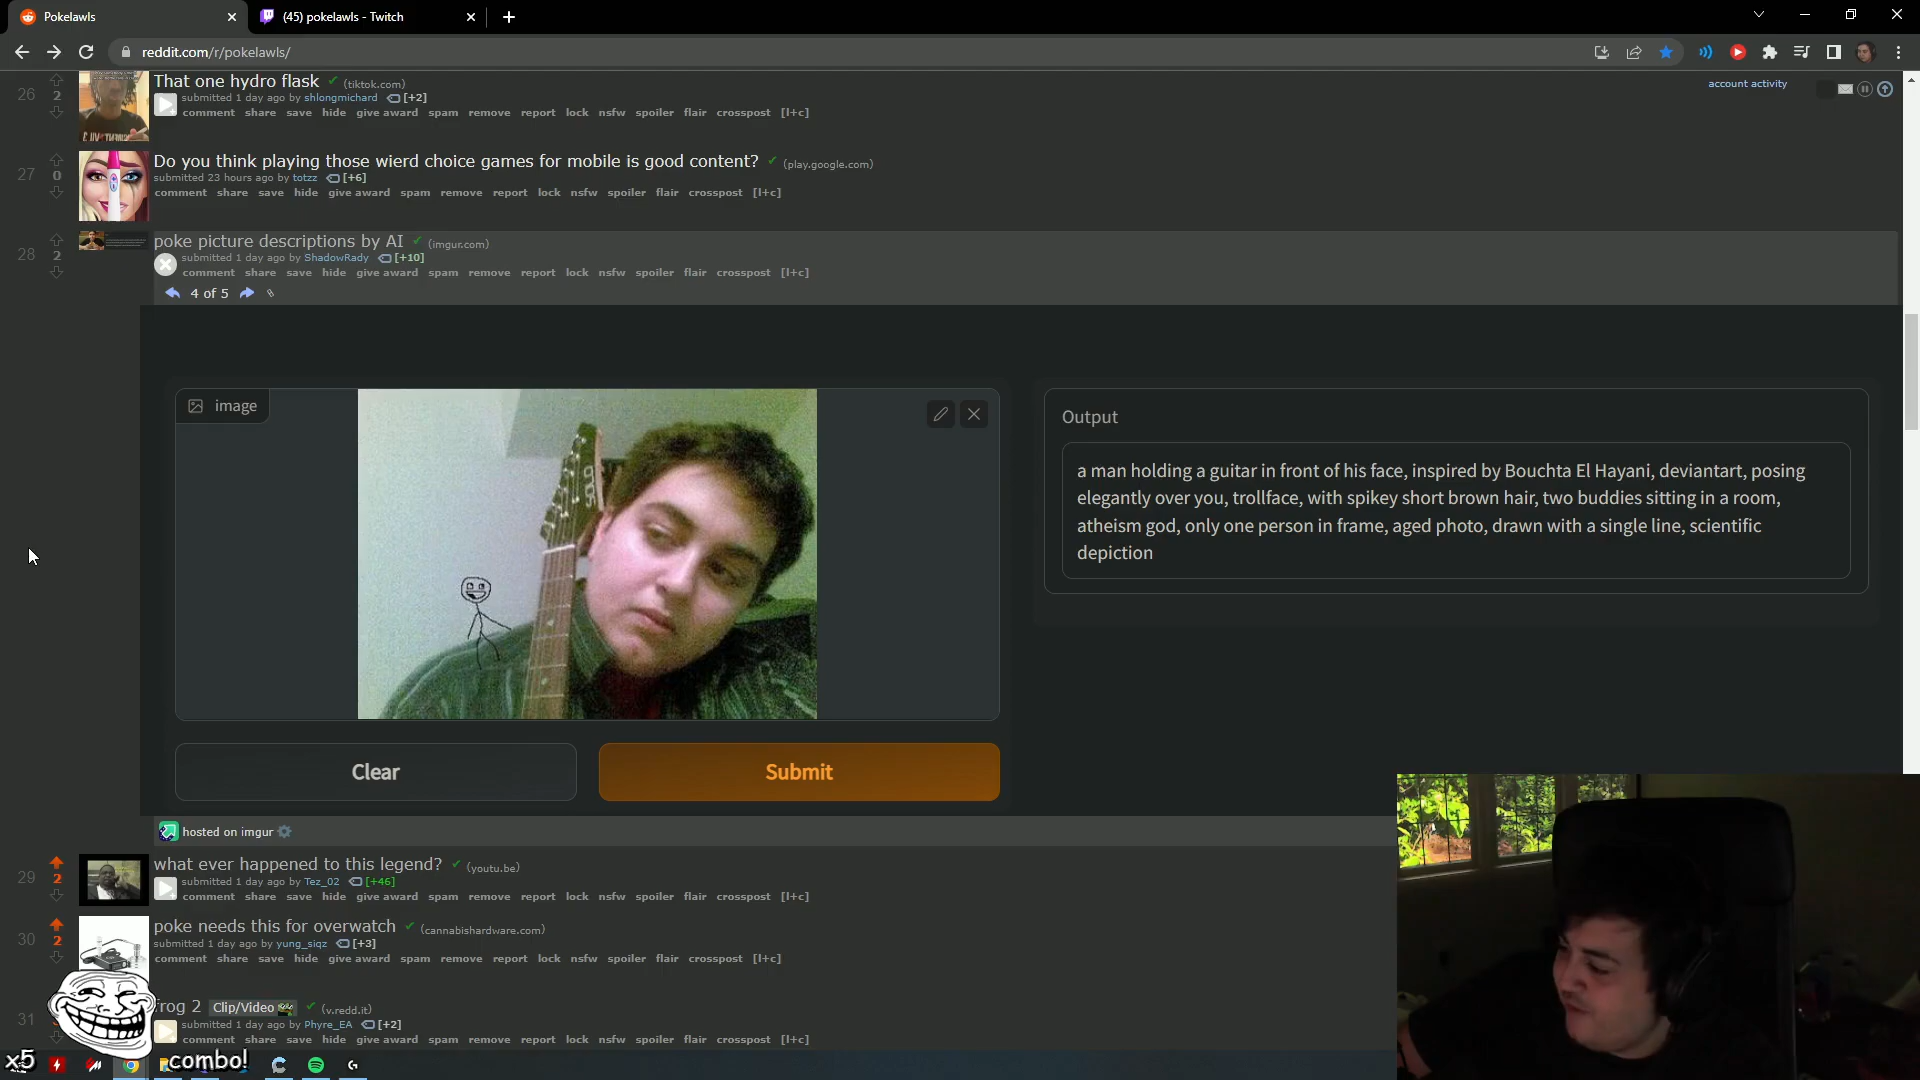 Pokelawls
(45) pokelawls - Twitch
reddit.com/r/pokelawls/
account activity
26
2
That one hydro flask (tiktok.com)
submitted 1 day ago by shlongmichard [+2]
comment share save hide give award spam remove report lock nsfw spoiler flair crosspost [l+c]
27
0
Do you think playing those wierd choice games for mobile is good content? (play.google.com)
submitted 23 hours ago by totzz [+6]
comment share save hide give award spam remove report lock nsfw spoiler flair crosspost [l+c]
28
2
poke picture descriptions by AI (imgur.com)
submitted 1 day ago by ShadowRady [+10]
comment share save hide give award spam remove report lock nsfw spoiler flair crosspost [l+c]
4 of 5
image
Output
a man holding a guitar in front of his face, inspired by Bouchta El Hayani, deviantart, posing
elegantly over you, trollface, with spikey short brown hair, two buddies sitting in a room,
atheism god, only one person in frame, aged photo, drawn with a single line, scientific
depiction
Clear
Submit
hosted on imgur
29
2
what ever happened to this legend? (youtu.be)
submitted 1 day ago by Tez_02 [+46]
comment share save hide give award spam remove report lock nsfw spoiler flair crosspost [l+c]
30
2
poke needs this for overwatch (cannabishardware.com)
submitted 1 day ago by yung_siqz [+3]
comment share save hide give award spam remove report lock nsfw spoiler flair crosspost [l+c]
31
frog 2 Clip/Video (v.redd.it)
submitted 1 day ago by Phyre_EA [+2]
comment share save hide give award spam remove report lock nsfw spoiler flair crosspost [l+c]
x5 combo!